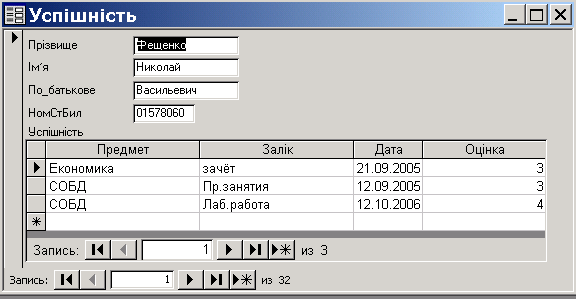 Успішність
Прізвище Фещенко
Ім'я Николай
По_батькове Васильевич
НомСтБил 01578060
Успішність
Предмет Залік Дата Оцінка
Економика зачёт 21.09.2005 3
СОБД Пр.занятия 12.09.2005 3
СОБД Лаб.работа 12.10.2006 4
Запись: 1 из 3
Запись: 1 из 32